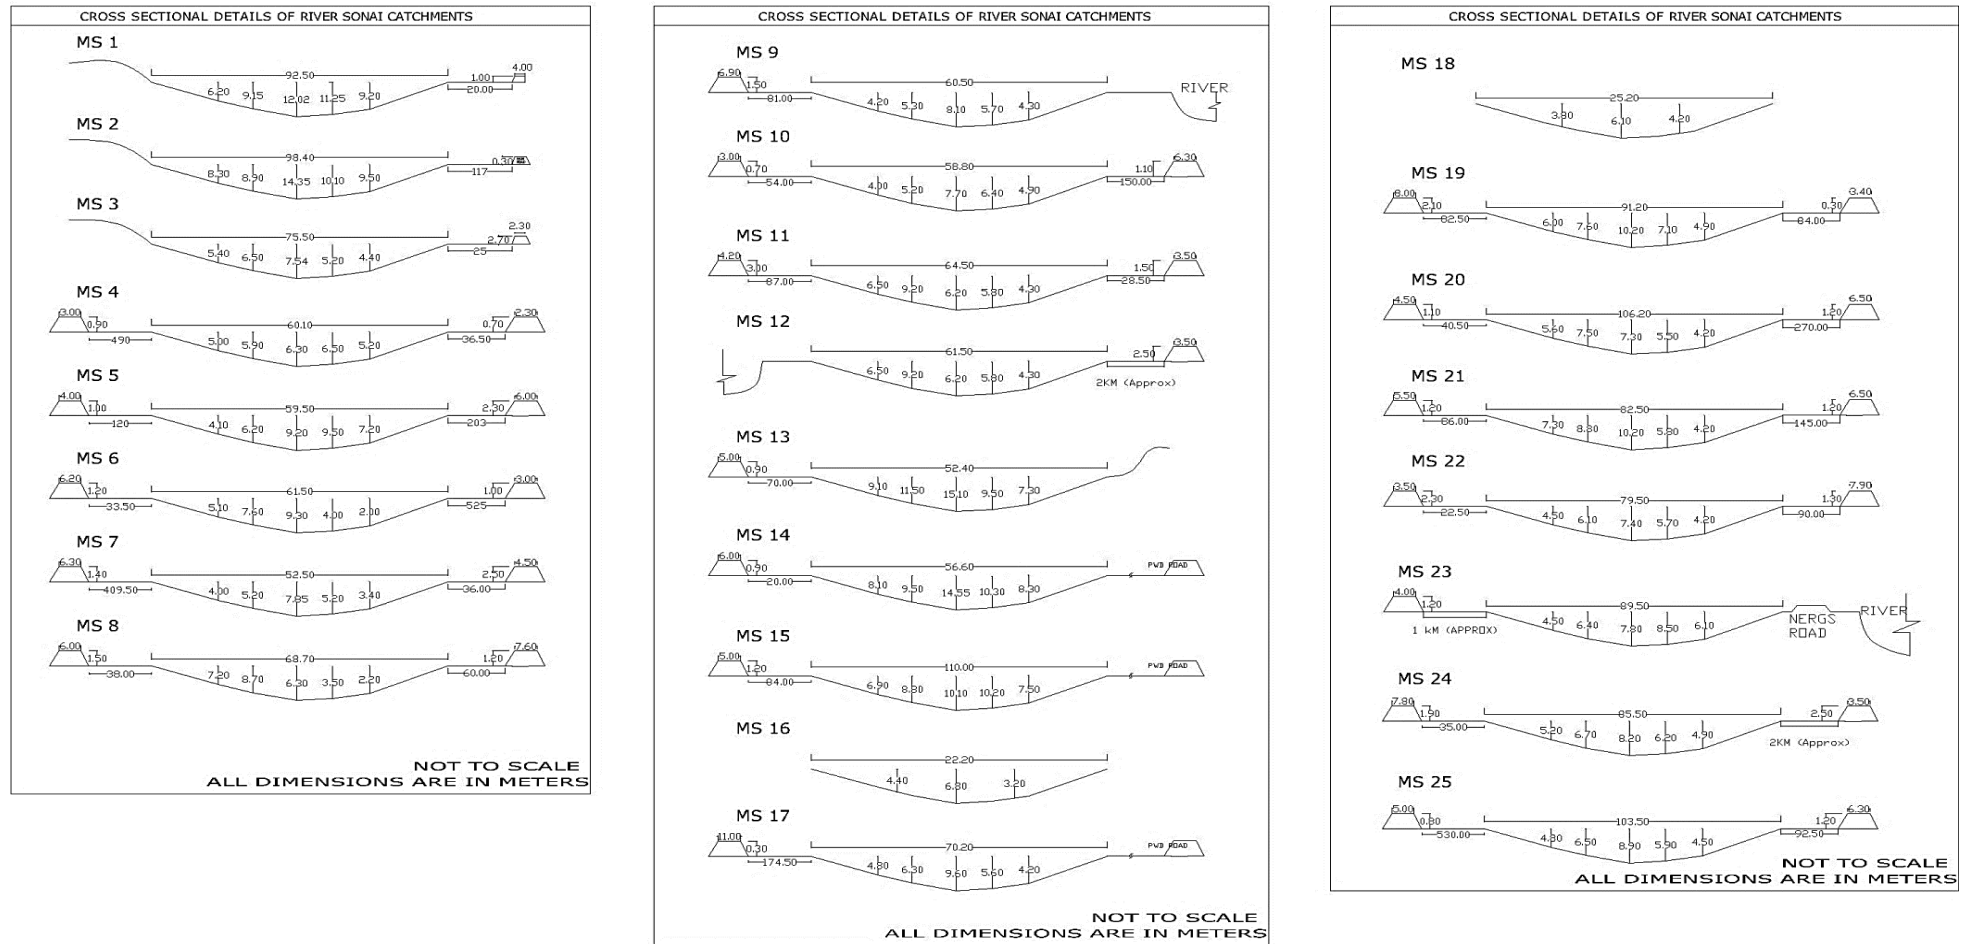 CROSS SECTIONAL DETAILS OF RIVER SONAI CATCHMENTS
MS 1
92.50
4.00
1.00
20.00
6.20 9.15 12.02 11.25 9.20
MS 2
98.40
117
8.30 8.90 14.35 10.10 9.50
MS 3
75.50
2.30
2.70
25
5.40 6.50 7.54 5.20 4.40
MS 4
3.00 0.90 490
60.10
5.00 5.90 6.30 6.50 5.20
0.70 2.30 36.50
MS 5
4.00 1.00 120
59.50
4.10 6.20 9.20 9.50 7.20
2.30 6.00 203
MS 6
6.20 1.20 33.50
61.50
5.10 7.60 9.30 4.00 2.00
1.00 3.00 525
MS 7
6.30 1.40 409.50
52.50
4.00 5.20 7.85 5.20 3.40
2.50 4.50 36.00
MS 8
6.00 1.50 38.00
68.70
7.20 8.70 6.30 3.50 2.20
1.20 7.60 60.00
NOT TO SCALE
ALL DIMENSIONS ARE IN METERS
CROSS SECTIONAL DETAILS OF RIVER SONAI CATCHMENTS
MS 9
6.90 1.50 81.00
60.50
4.20 5.30 8.10 5.70 4.30
RIVER
MS 10
3.00 0.70 54.00
58.80
4.00 5.20 7.70 6.40 4.90
1.10 6.30 150.00
MS 11
4.20 3.00 87.00
64.50
6.50 9.20 6.20 5.80 4.30
1.50 3.50 28.50
MS 12
61.50
6.50 9.20 6.20 5.80 4.30
2.50 3.50
2KM (Approx)
MS 13
5.00 0.90 70.00
52.40
9.10 11.50 15.10 9.50 7.30
MS 14
6.00 0.90 20.00
56.60
8.10 9.50 14.55 10.30 8.30
PWD ROAD
MS 15
5.00 1.20 84.00
110.00
6.90 8.80 10.10 10.20 7.50
PWD ROAD
MS 16
22.20
4.40 6.80 3.20
MS 17
11.00 0.30 174.50
70.20
4.80 6.30 9.60 5.60 4.20
PWD ROAD
NOT TO SCALE
ALL DIMENSIONS ARE IN METERS
CROSS SECTIONAL DETAILS OF RIVER SONAI CATCHMENTS
MS 18
25.20
3.80 6.10 4.20
MS 19
8.00 2.10 82.50
91.20
6.00 7.60 10.20 7.10 4.90
0.30 3.40 64.00
MS 20
4.50 1.10 40.50
106.20
5.60 7.50 7.30 5.50 4.20
1.20 6.50 270.00
MS 21
5.50 1.20 86.00
82.50
7.30 8.80 10.20 5.80 4.20
1.20 6.50 145.00
MS 22
3.50 2.30 22.50
79.50
4.50 6.10 7.40 5.70 4.20
1.30 7.90 90.00
MS 23
4.00 1.20
1 kM (APPROX)
89.50
4.50 6.40 7.80 8.50 6.10
NERGS
ROAD
RIVER
MS 24
7.80 1.90 35.00
85.50
5.20 6.70 8.20 6.20 4.90
2.50 3.50
2KM (Approx)
MS 25
5.00 0.80 530.00
103.50
4.80 6.50 8.90 5.90 4.50
1.20 6.30 92.50
NOT TO SCALE
ALL DIMENSIONS ARE IN METERS